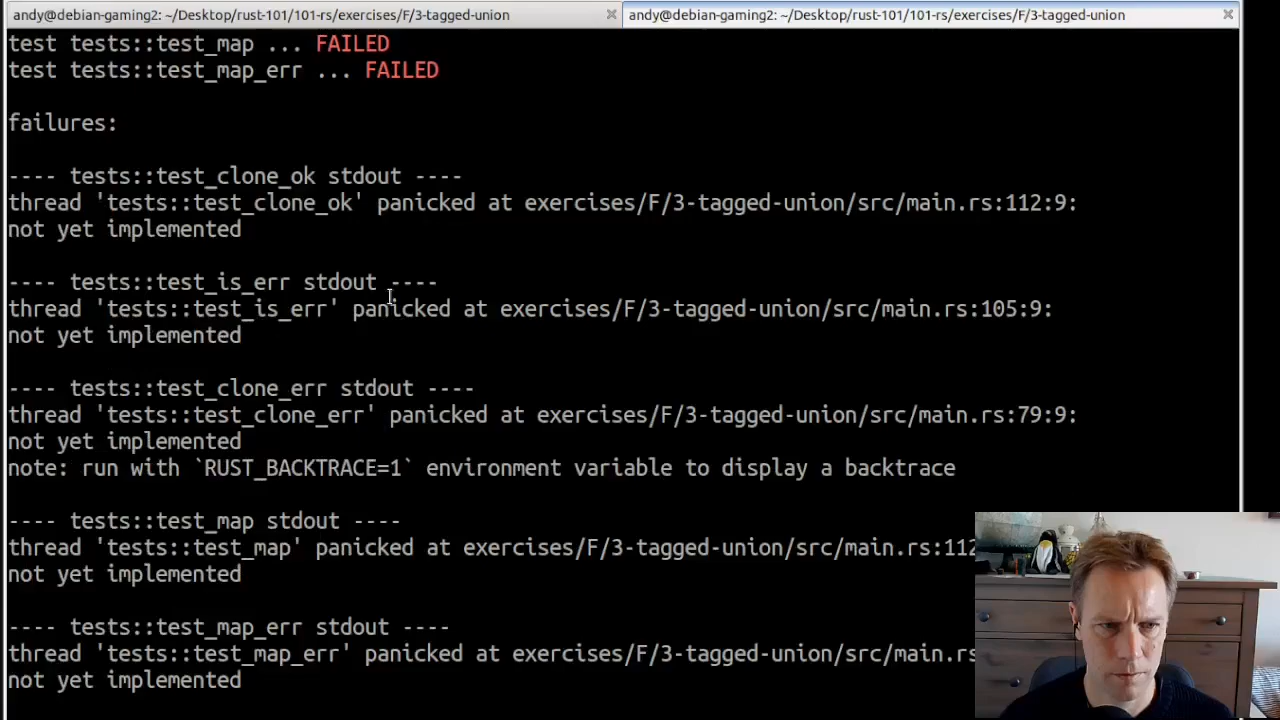 andy@debian-gaming2: ~/Desktop/rust-101/101-rs/exercises/F/3-tagged-union
andy@debian-gaming2: ~/Desktop/rust-101/101-rs/exercises/F/3-tagged-union
test tests::test_map ... FAILED
test tests::test_map_err ... FAILED
failures:
---- tests::test_clone_ok stdout ----
thread 'tests::test_clone_ok' panicked at exercises/F/3-tagged-union/src/main.rs:112:9:
not yet implemented
---- tests::test_is_err stdout ----
thread 'tests::test_is_err' panicked at exercises/F/3-tagged-union/src/main.rs:105:9:
not yet implemented
---- tests::test_clone_err stdout ----
thread 'tests::test_clone_err' panicked at exercises/F/3-tagged-union/src/main.rs:79:9:
not yet implemented
note: run with `RUST_BACKTRACE=1` environment variable to display a backtrace
---- tests::test_map stdout ----
thread 'tests::test_map' panicked at exercises/F/3-tagged-union/src/main.rs:112
not yet implemented
---- tests::test_map_err stdout ----
thread 'tests::test_map_err' panicked at exercises/F/3-tagged-union/src/main.rs
not yet implemented